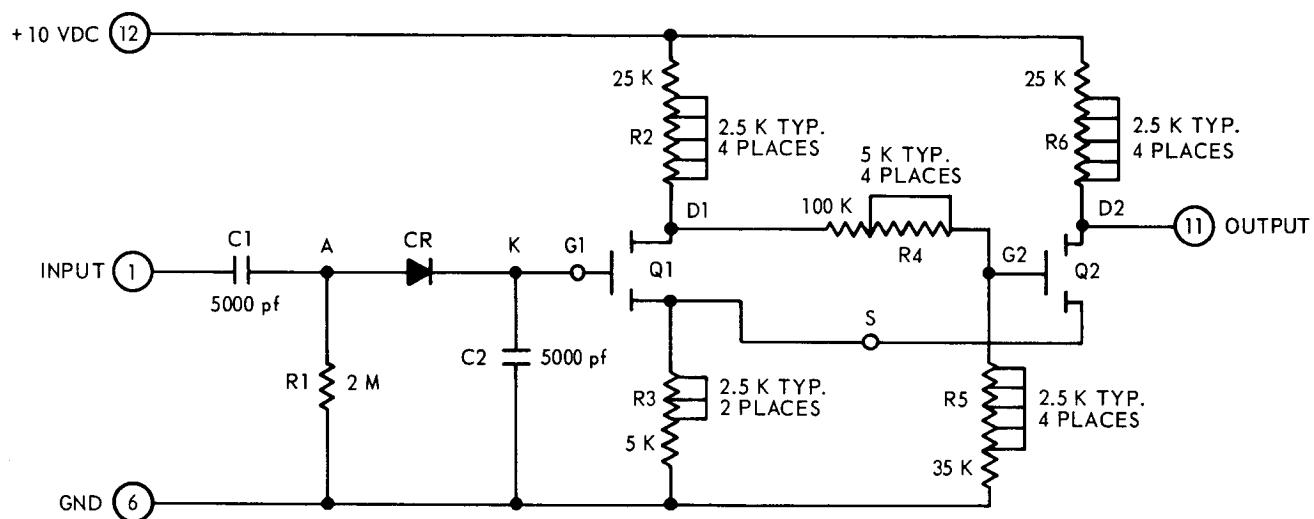 +10 VDC 12
25 K
R2
2.5 K TYP.
4 PLACES
25 K
R6
2.5 K TYP.
4 PLACES
5 K TYP.
4 PLACES
100 K
R4
D1
D2
11 OUTPUT
INPUT 1
C1
5000 pf
A
CR
K
G1
Q1
G2
Q2
S
R1
2 M
C2
5000 pf
R3
2.5 K TYP.
2 PLACES
5 K
R5
2.5 K TYP.
4 PLACES
35 K
GND 6